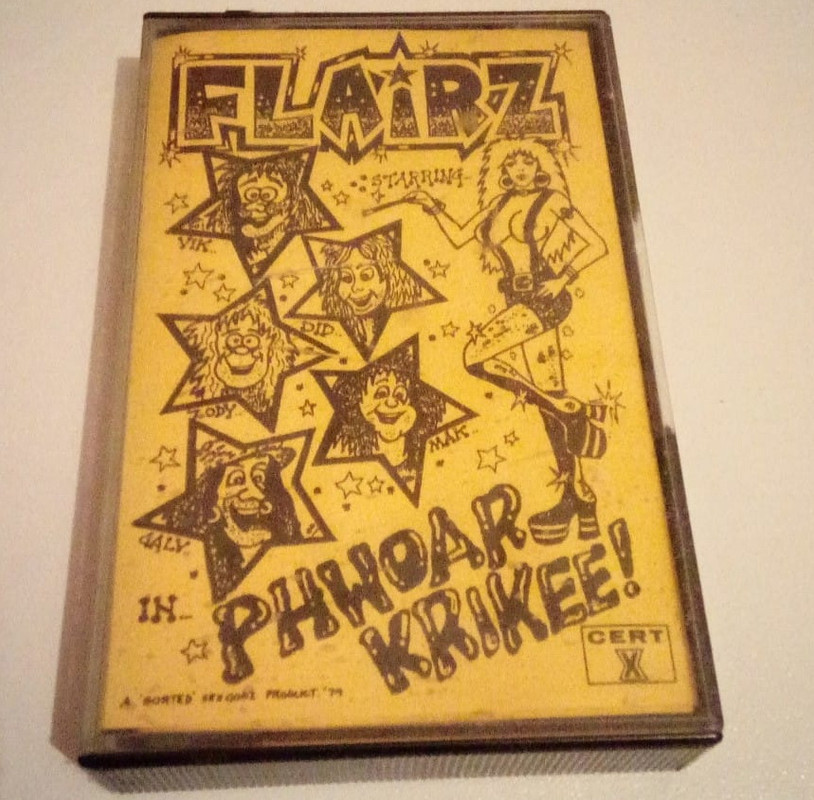 FLAiRZ
STARRING
VIK..
DID
ZODY
MAK..
GALY..
IN..
PHWOAR
KRIKEE!
CERT
X
A 'SORTED' PRODUCT. '79